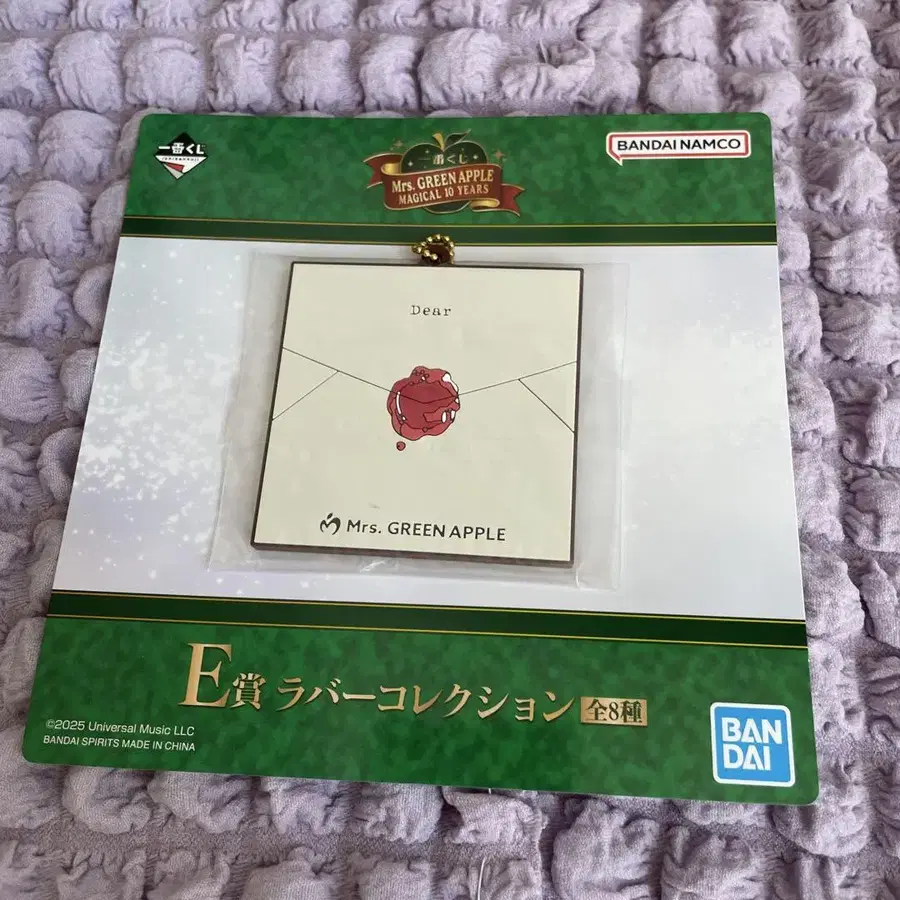 一番くじ
一番くじ
Mrs. GREEN APPLE
MAGICAL 10 YEARS
BANDAI NAMCO
Dear
Mrs. GREEN APPLE
E賞 ラバーコレクション 全8種
©2025 Universal Music LLC
BANDAI SPIRITS MADE IN CHINA
BAN
DAI